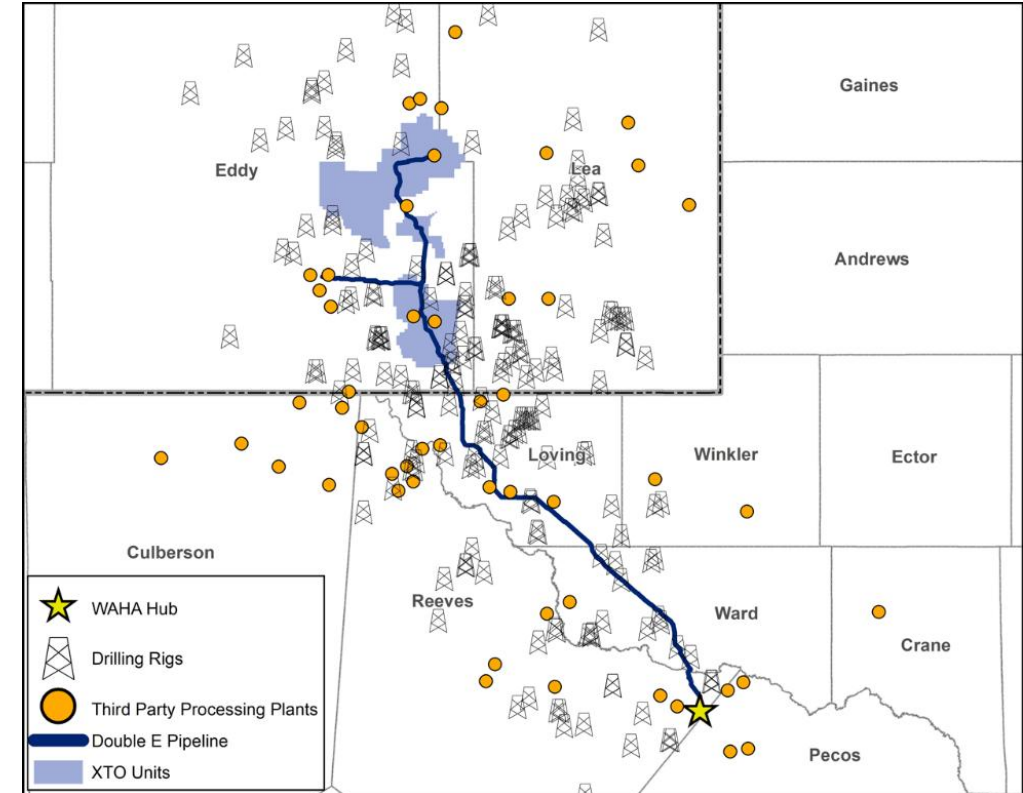 Gaines
Eddy
Lea
Andrews
Loving
Winkler
Ector
Culberson
Reeves
Ward
Crane
Pecos
WAHA Hub
Drilling Rigs
Third Party Processing Plants
Double E Pipeline
XTO Units